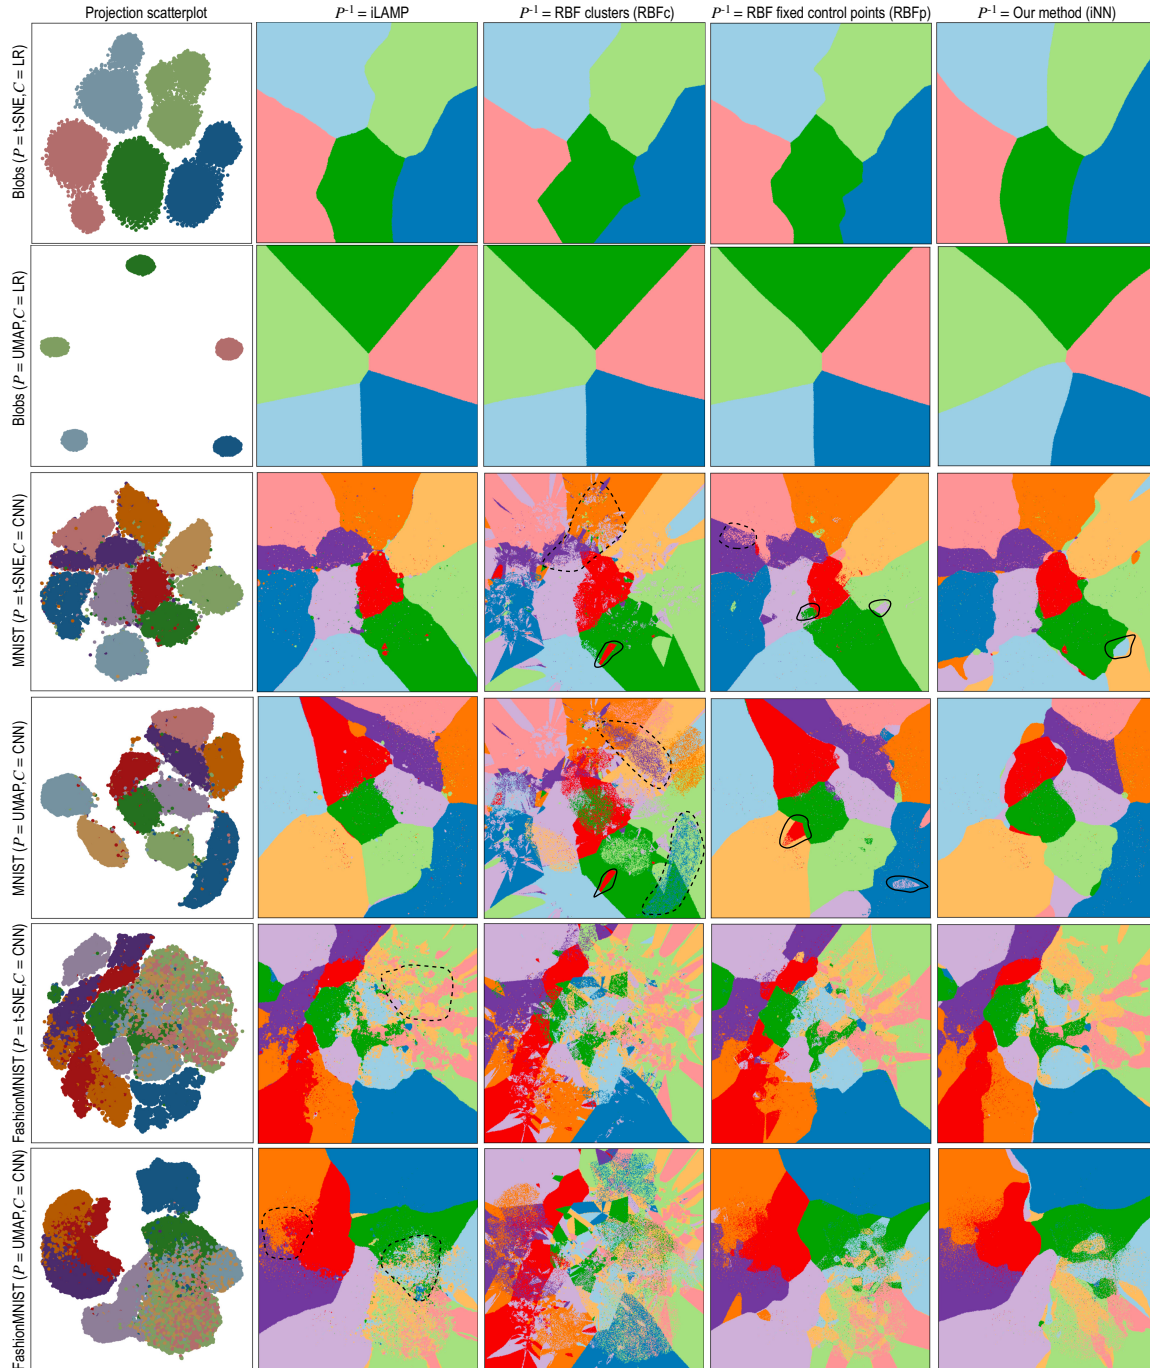 Projection scatterplot
P⁻¹ = iLAMP
P⁻¹ = RBF clusters (RBFc)
P⁻¹ = RBF fixed control points (RBFp)
P⁻¹ = Our method (iNN)
Blobs (P = t-SNE,C = LR)
Blobs (P = UMAP,C = LR)
MNIST (P = t-SNE,C = CNN)
MNIST (P = UMAP,C = CNN)
FashionMNIST (P = t-SNE,C = CNN)
FashionMNIST (P = UMAP,C = CNN)